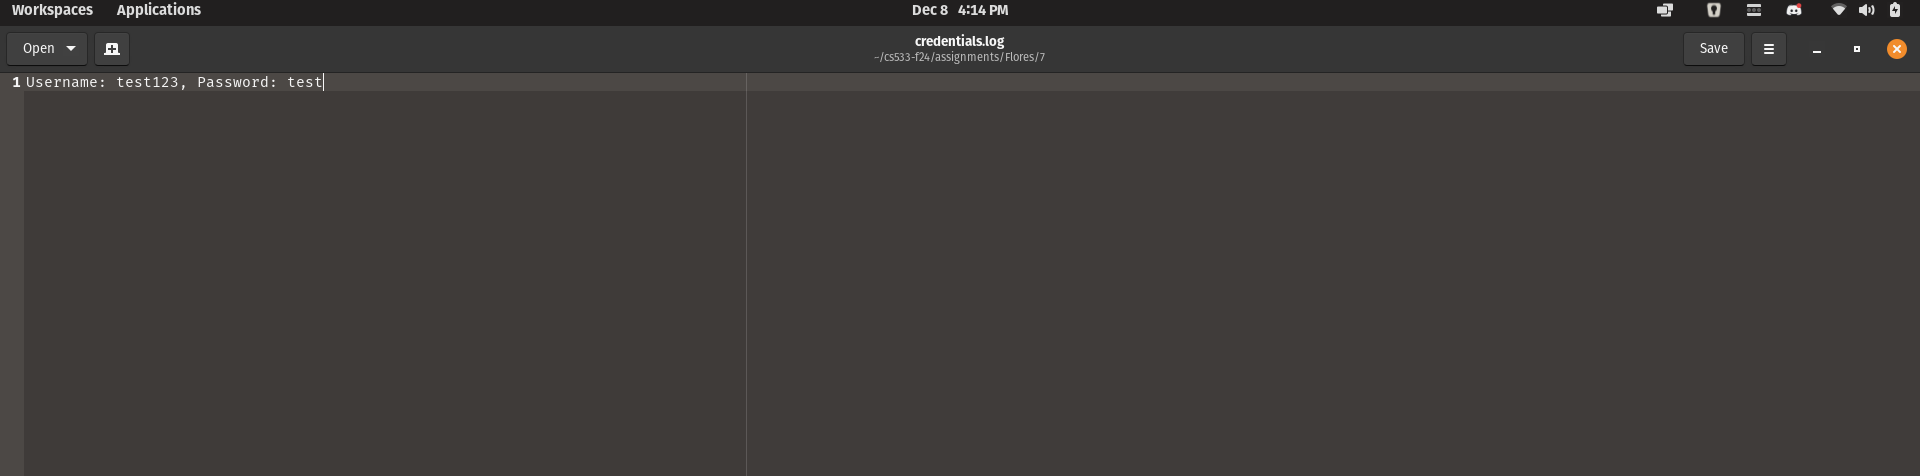 Workspaces Applications Dec 8 4:14 PM
Open credentials.log Save
~/cs533-f24/assignments/Flores/7
1 Username: test123, Password: test